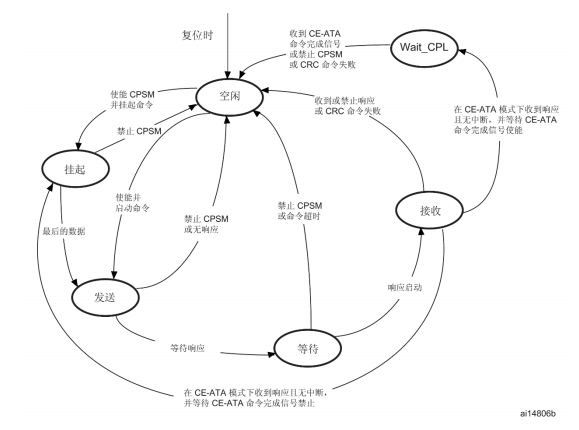 复位时
收到 CE-ATA
命令完成信号
或禁止 CPSM
或 CRC 命令失败
Wait_CPL
使能 CPSM
并挂起命令
空闲
收到或禁止响应
或 CRC 命令失败
在 CE-ATA 模式下收到响应
且无中断，并等待 CE-ATA
命令完成信号使能
禁止 CPSM
挂起
使能并
启动命令
禁止 CPSM
或无响应
禁止 CPSM
或命令超时
接收
最后的数据
发送
响应启动
等待响应
等待
在 CE-ATA 模式下收到响应且无中断，
并等待 CE-ATA 命令完成信号禁止
ai14806b